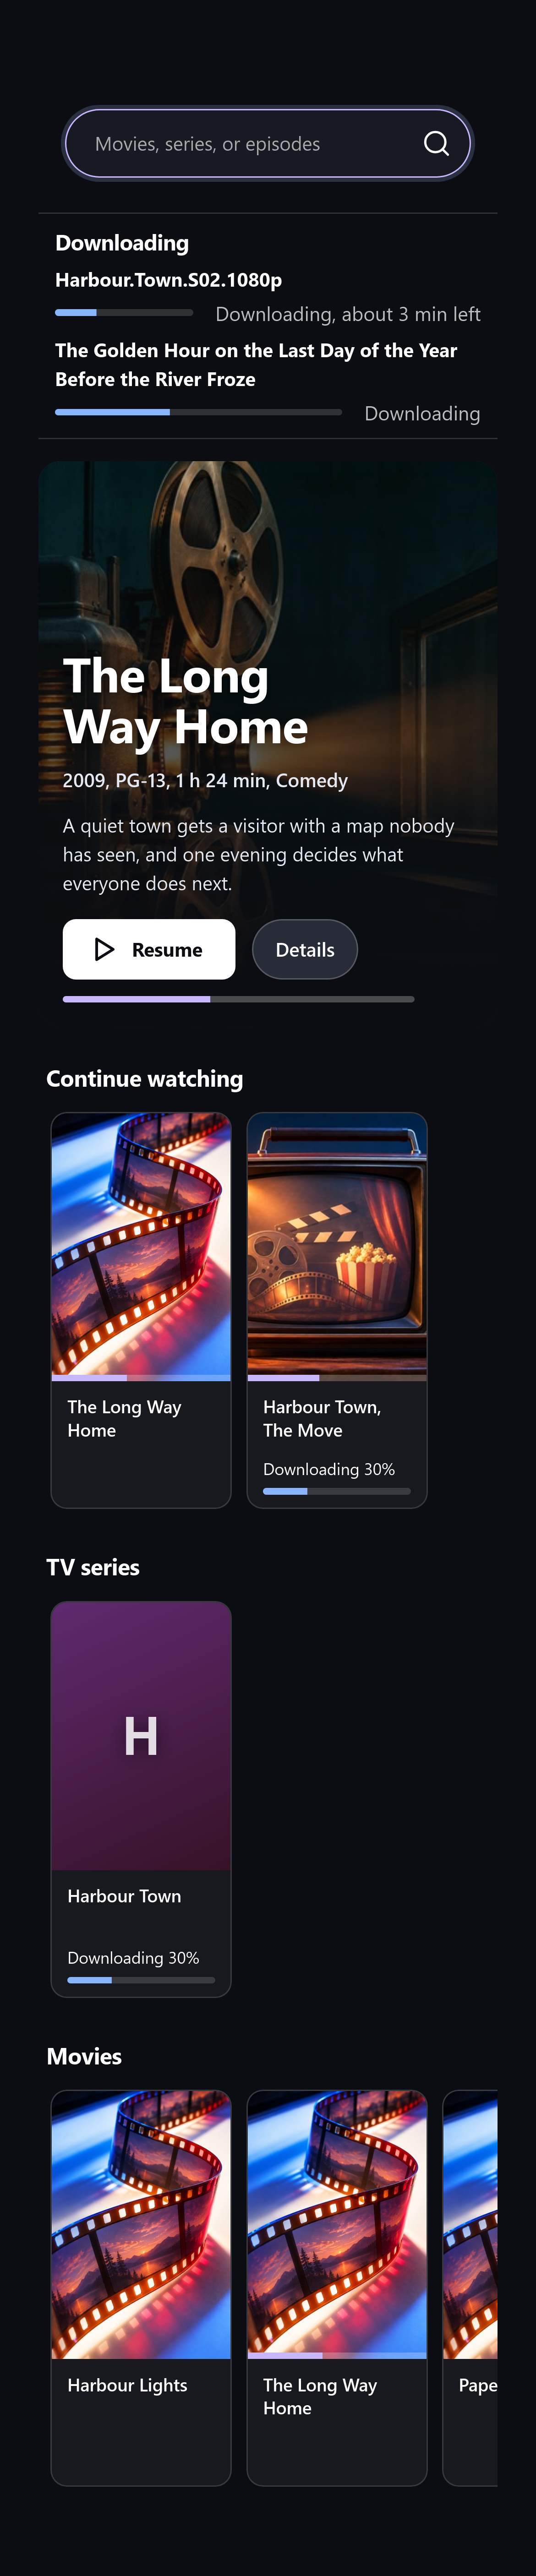 Movies, series, or episodes
Downloading
Harbour.Town.S02.1080p
Downloading, about 3 min left
The Golden Hour on the Last Day of the Year
Before the River Froze
Downloading
The Long
Way Home
2009, PG-13, 1 h 24 min, Comedy
A quiet town gets a visitor with a map nobody
has seen, and one evening decides what
everyone does next.
Resume
Details
Continue watching
The Long Way
Home
Harbour Town,
The Move
Downloading 30%
TV series
H
Harbour Town
Downloading 30%
Movies
Harbour Lights
The Long Way
Home
Pape